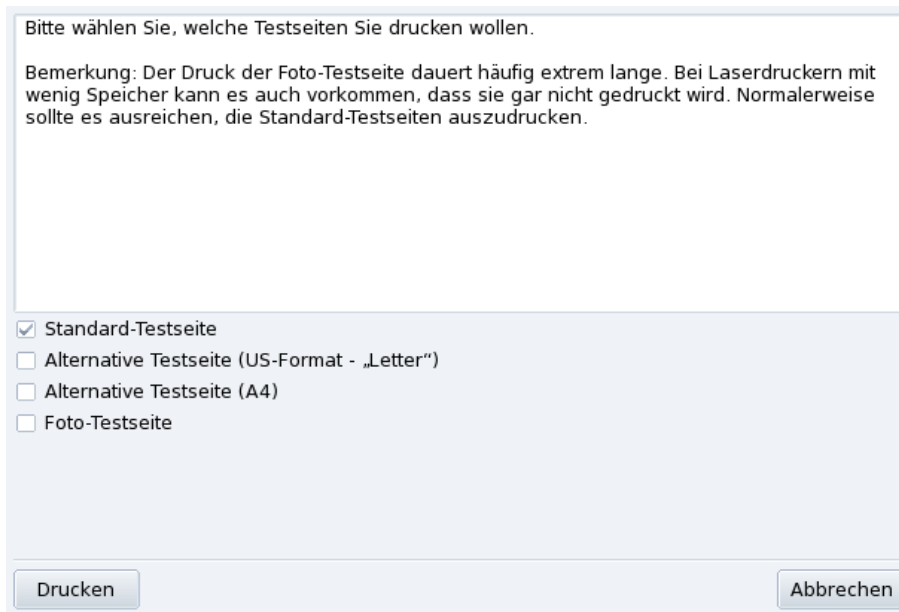 Bitte wählen Sie, welche Testseiten Sie drucken wollen.
Bemerkung: Der Druck der Foto-Testseite dauert häufig extrem lange. Bei Laserdruckern mit
wenig Speicher kann es auch vorkommen, dass sie gar nicht gedruckt wird. Normalerweise
sollte es ausreichen, die Standard-Testseiten auszudrucken.
Standard-Testseite
Alternative Testseite (US-Format - „Letter“)
Alternative Testseite (A4)
Foto-Testseite
Drucken
Abbrechen